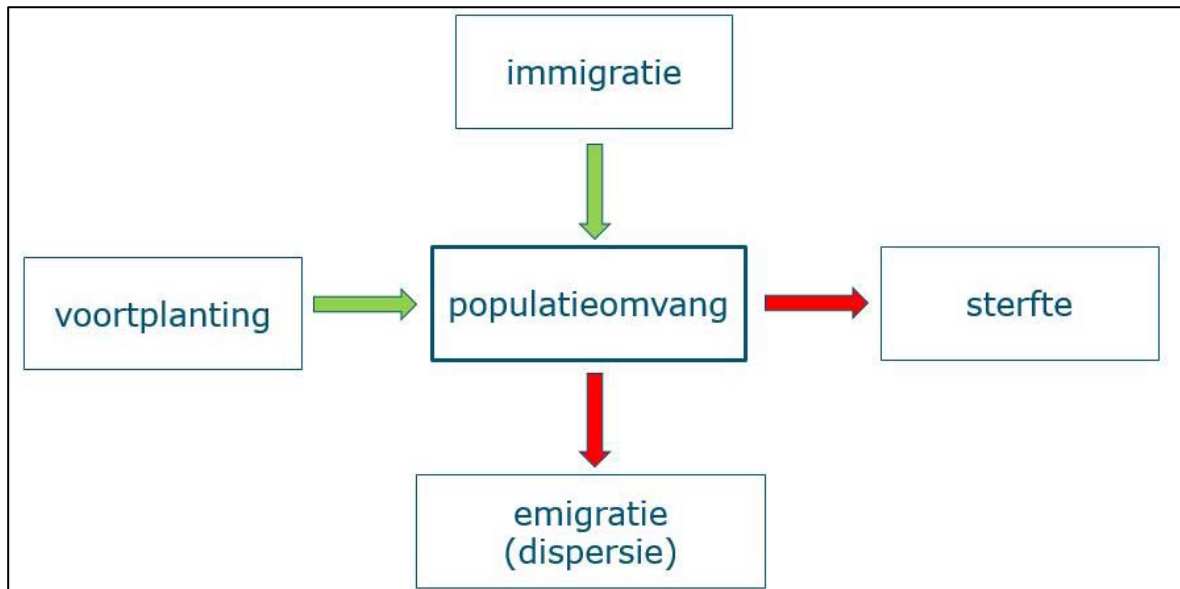 immigratie
voortplanting
populatieomvang
sterfte
emigratie
(dispersie)